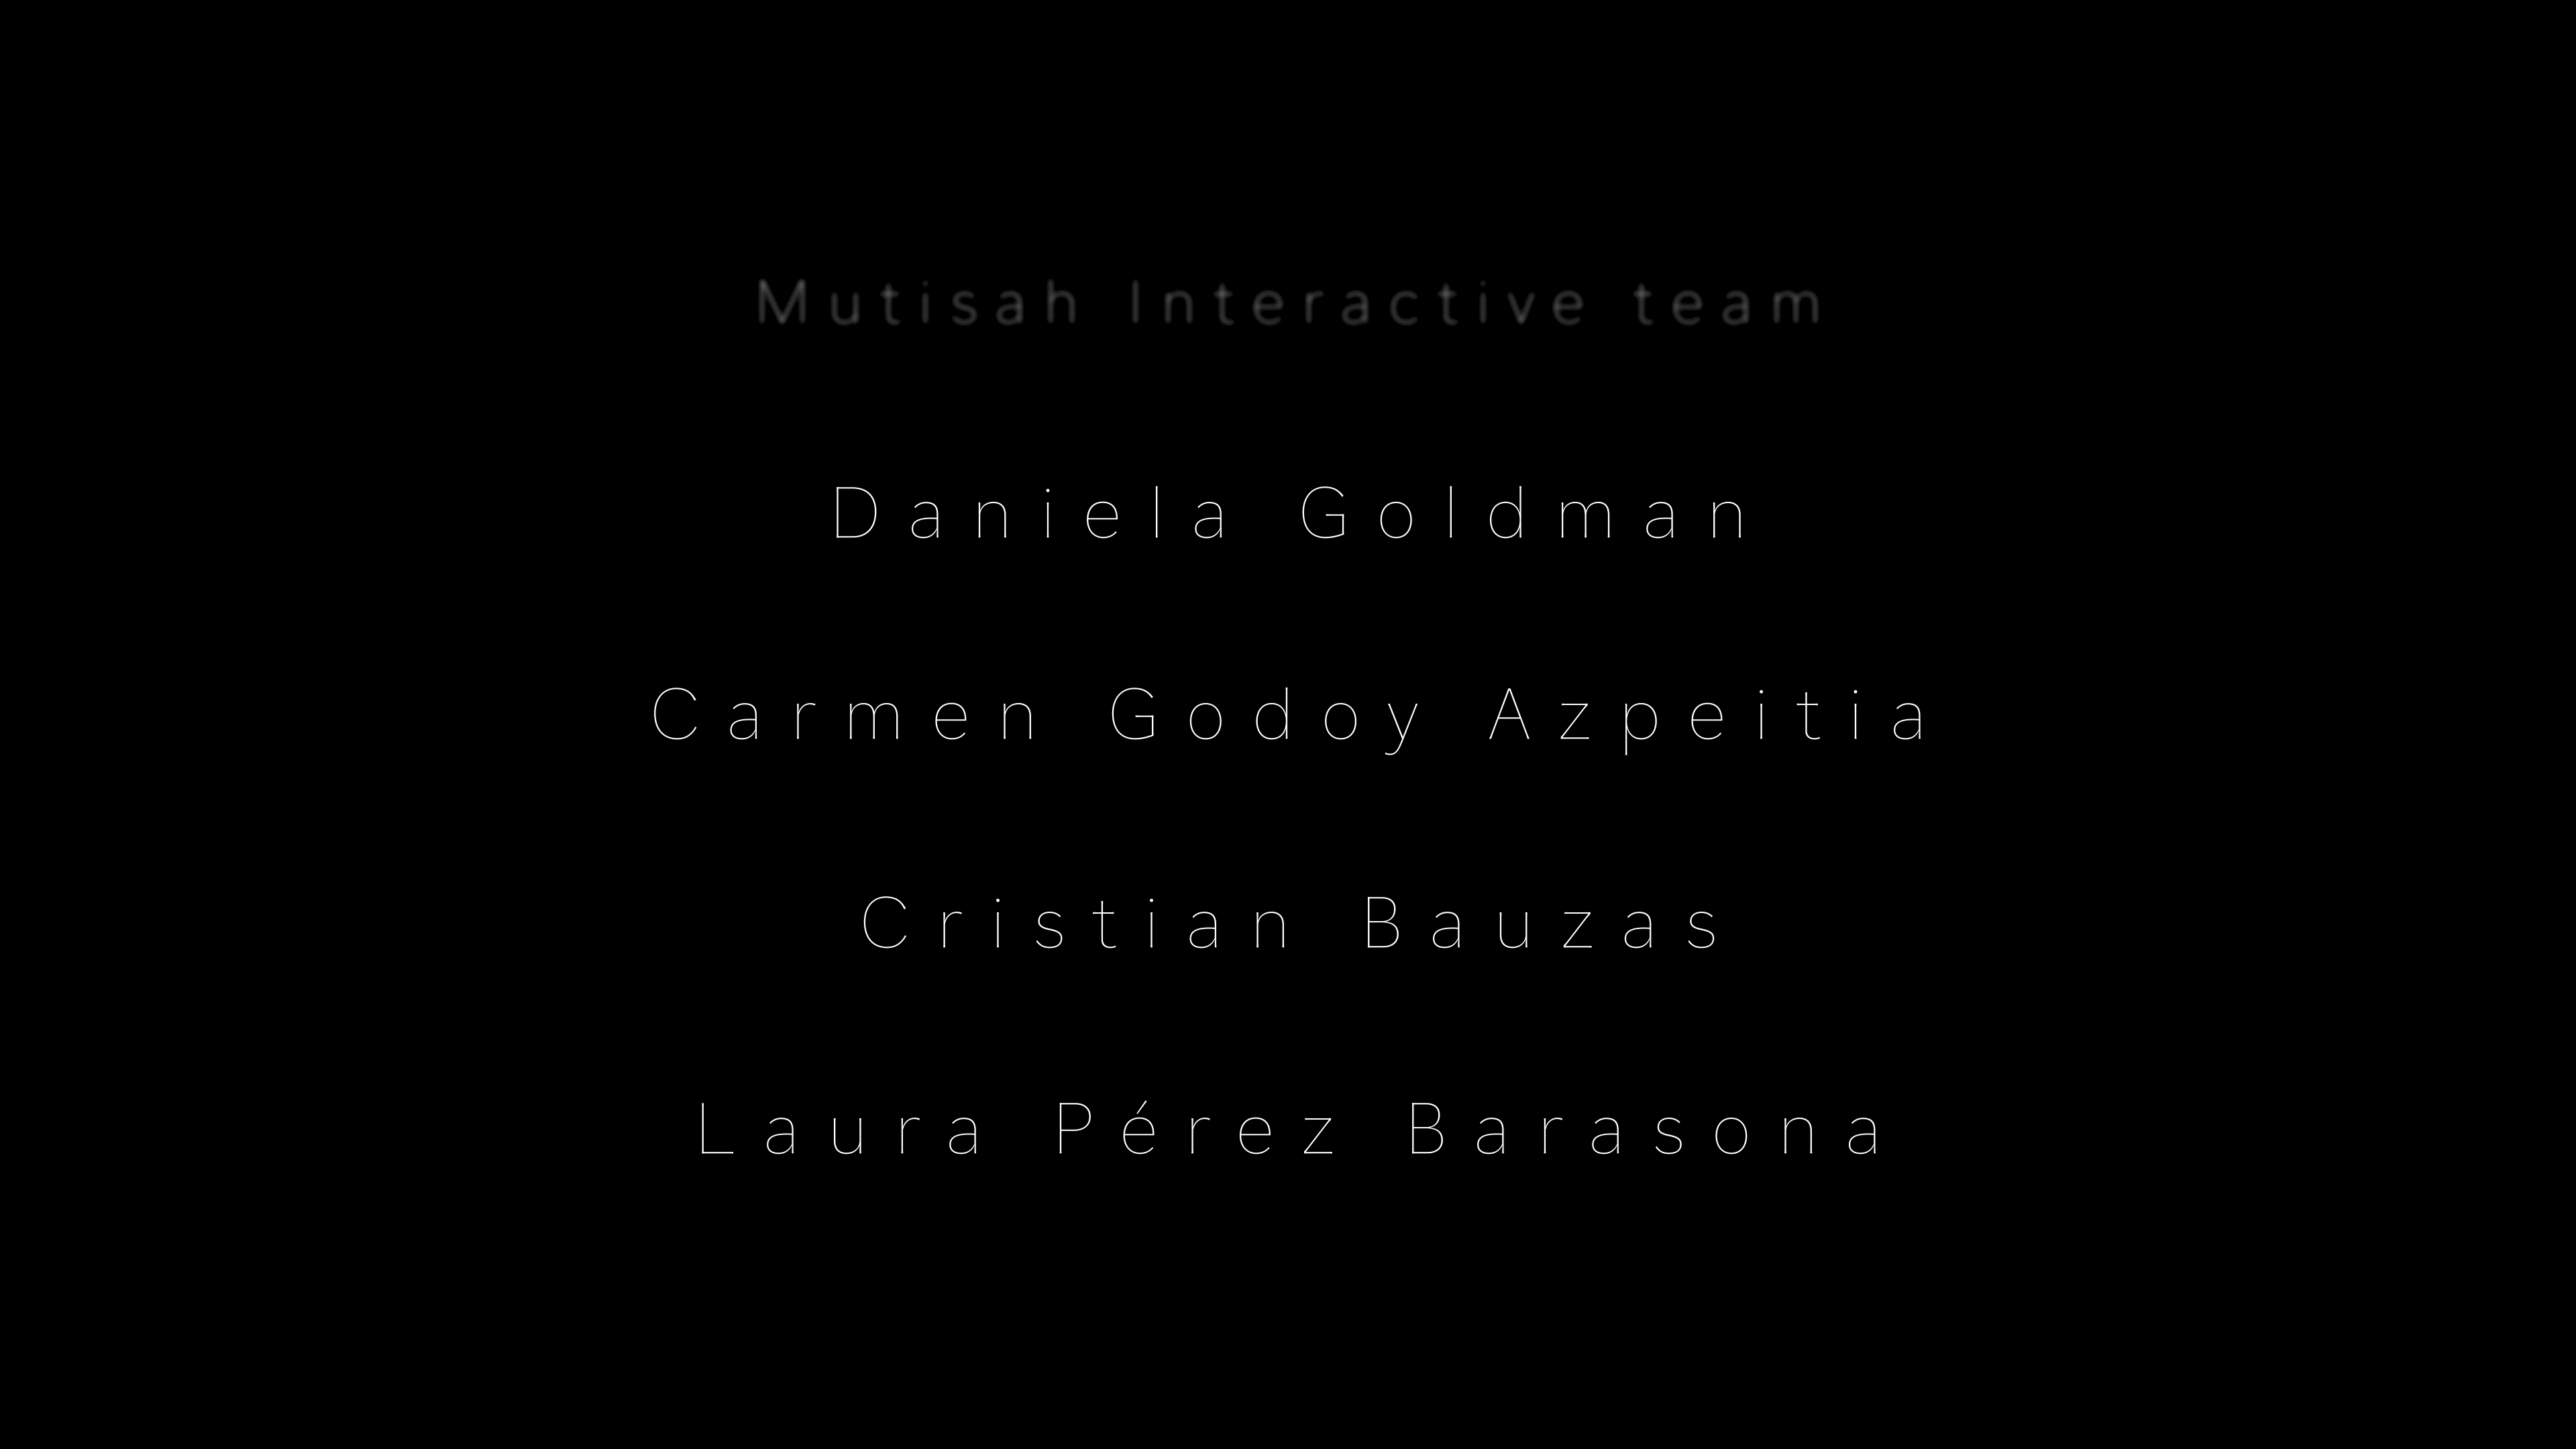 Mutisah Interactive team
Daniela Goldman
Carmen Godoy Azpeitia
Cristian Bauzas
Laura Pérez Barasona